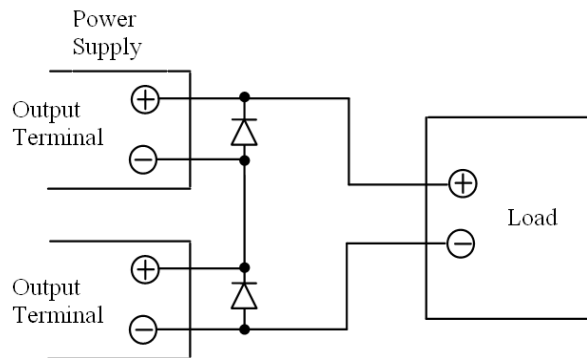 Power
Supply
Output
Terminal
+
−
Output
Terminal
+
−
+
−
Load